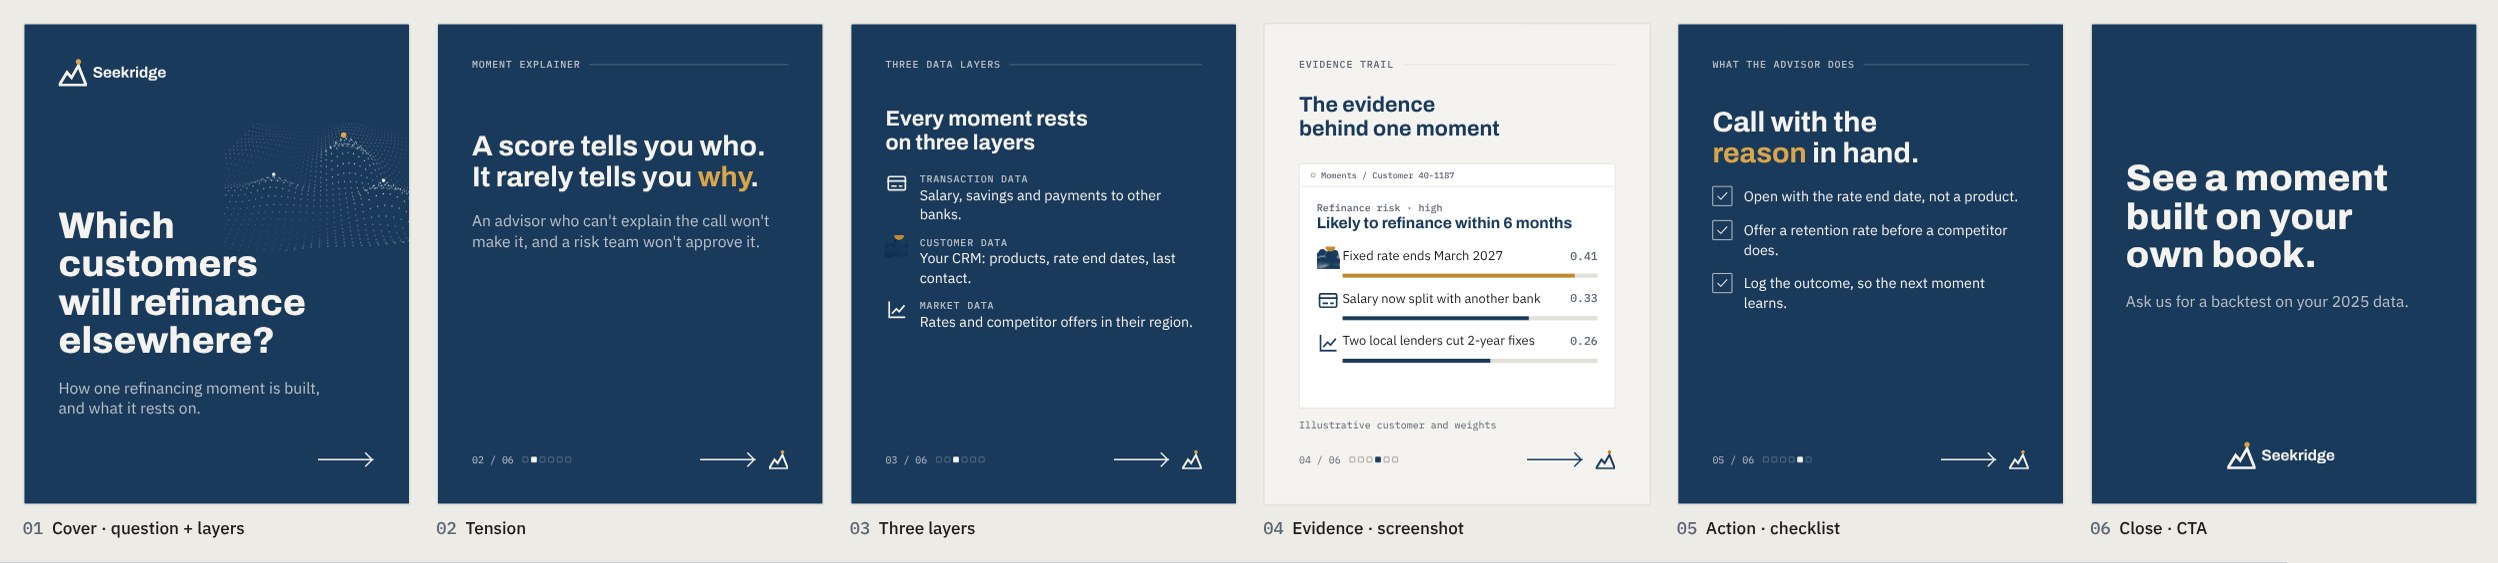 Seekridge
Which
customers
will refinance
elsewhere?
How one refinancing moment is built,
and what it rests on.
01 Cover · question + layers
MOMENT EXPLAINER
A score tells you who.
It rarely tells you why.
An advisor who can't explain the call won't
make it, and a risk team won't approve it.
02 / 06
02 Tension
THREE DATA LAYERS
Every moment rests
on three layers
TRANSACTION DATA
Salary, savings and payments to other
banks.
CUSTOMER DATA
Your CRM: products, rate end dates, last
contact.
MARKET DATA
Rates and competitor offers in their region.
03 / 06
03 Three layers
EVIDENCE TRAIL
The evidence
behind one moment
Moments / Customer 40-1187
Refinance risk · high
Likely to refinance within 6 months
Fixed rate ends March 2027 0.41
Salary now split with another bank 0.33
Two local lenders cut 2-year fixes 0.26
Illustrative customer and weights
04 / 06
04 Evidence · screenshot
WHAT THE ADVISOR DOES
Call with the
reason in hand.
Open with the rate end date, not a product.
Offer a retention rate before a competitor
does.
Log the outcome, so the next moment
learns.
05 / 06
05 Action · checklist
See a moment
built on your
own book.
Ask us for a backtest on your 2025 data.
Seekridge
06 Close · CTA